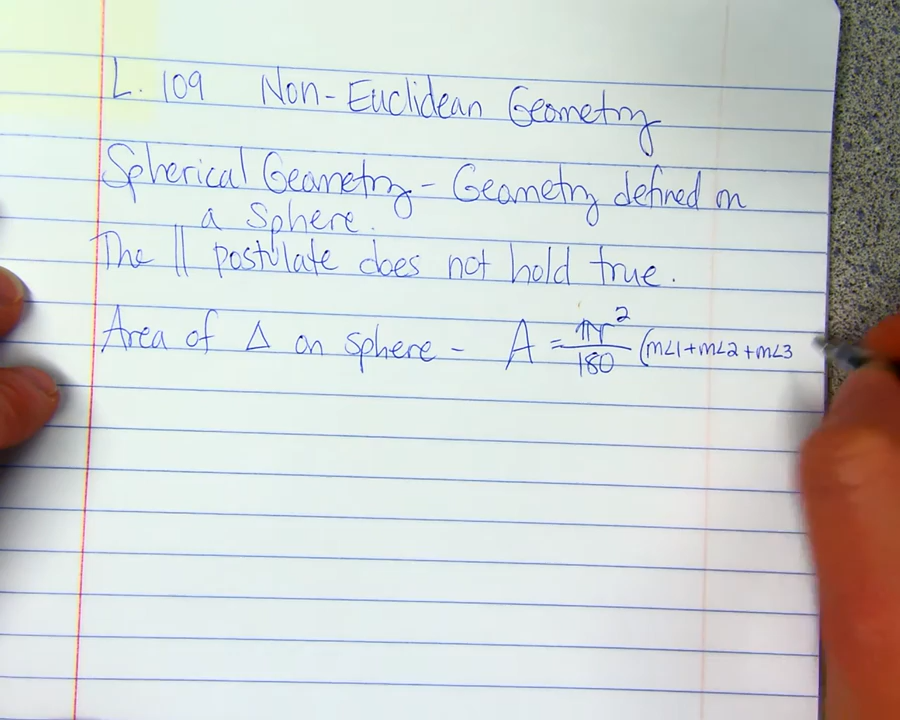 L. 109 Non-Euclidean Geometry
Spherical Geometry - Geometry defined on
a Sphere.
The || postulate does not hold true.
Area of Δ on sphere - A = πr²/180 (m∠1+m∠2+m∠3